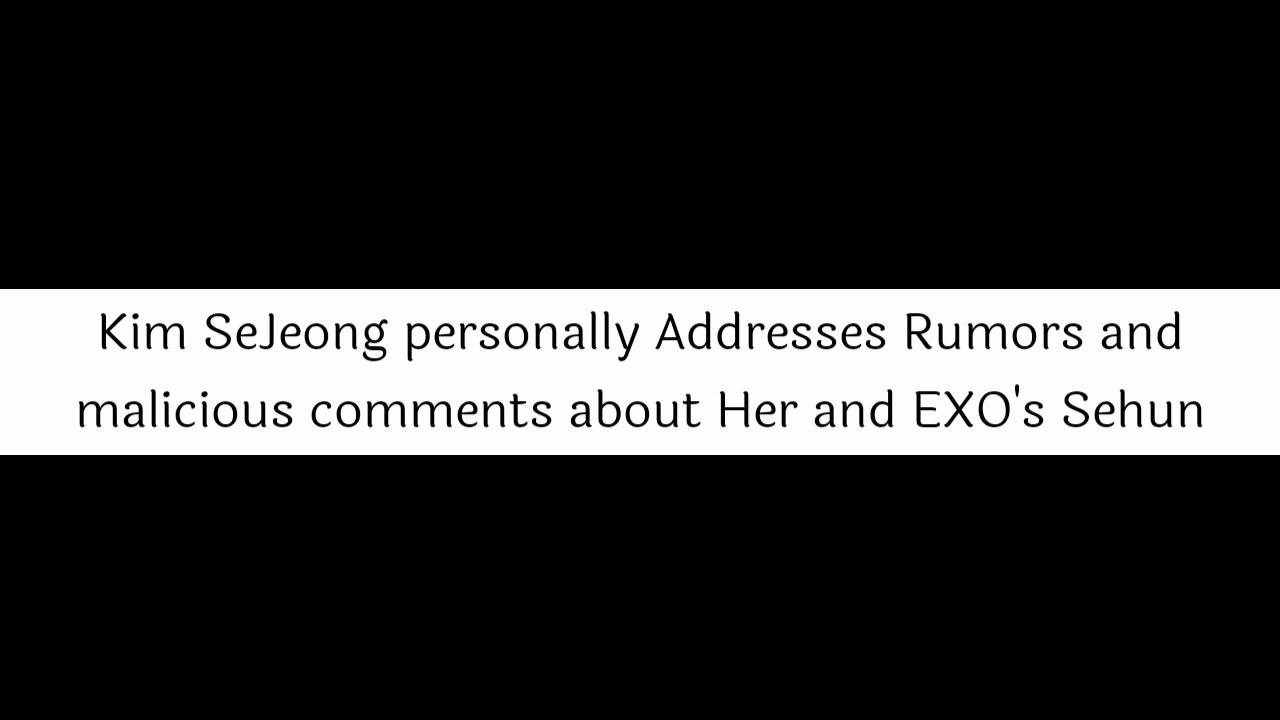 Kim SeJeong personally Addresses Rumors and
malicious comments about Her and EXO's Sehun